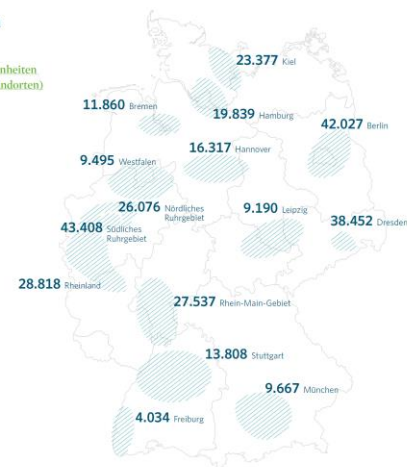 nheiten
ndorten)
23.377 Kiel
11.860 Bremen
19.839 Hamburg
42.027 Berlin
16.317 Hannover
9.495 Westfalen
26.076 Nördliches
Ruhrgebiet
9.190 Leipzig
38.452 Dresden
43.408 Südliches
Ruhrgebiet
28.818 Rheinland
27.537 Rhein-Main-Gebiet
13.808 Stuttgart
9.667 München
4.034 Freiburg